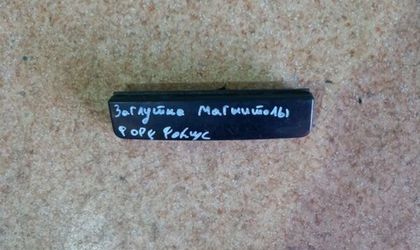 Заглушка магнитолы
Форд Фокус